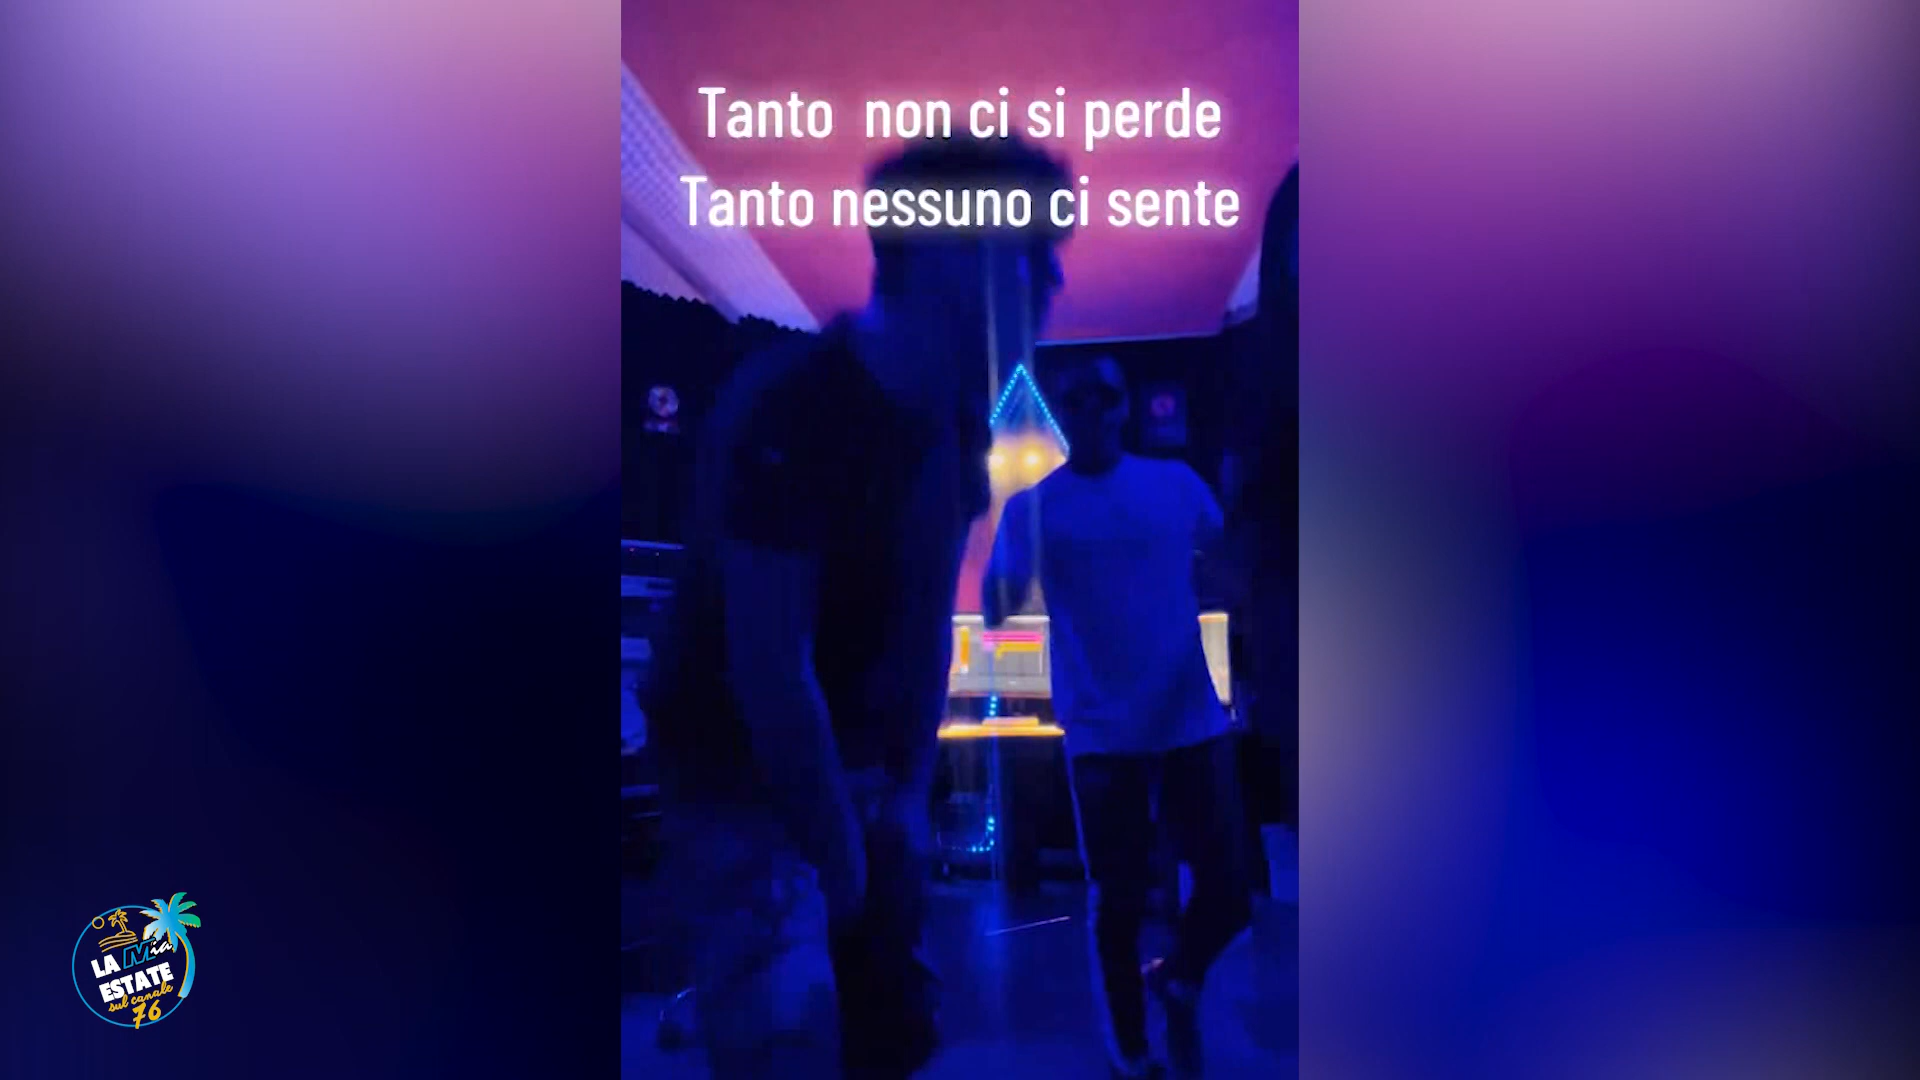 Tanto  non ci si perde
Tanto nessuno ci sente
LA Mia
ESTATE
sul canale
76